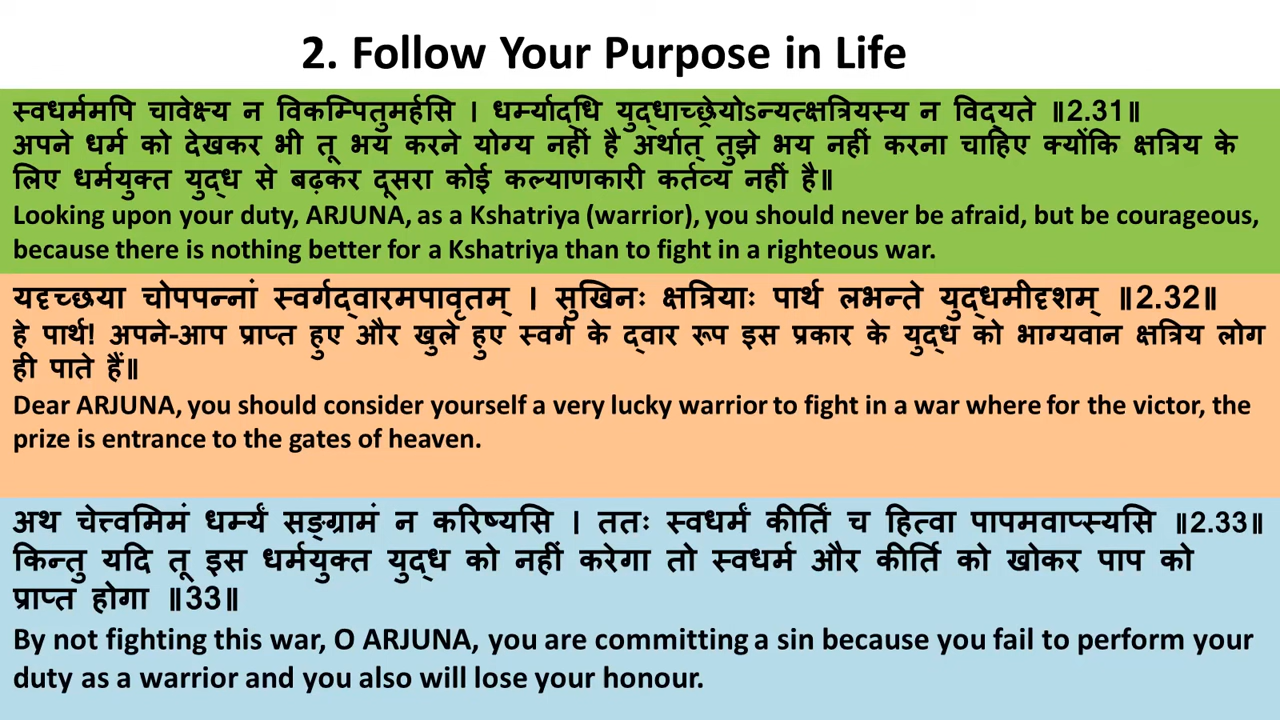 2. Follow Your Purpose in Life
स्वधर्ममपि चावेक्ष्य न विकम्पितुमर्हसि । धर्म्याद्धि युद्धाच्छ्रेयोऽन्यत्क्षत्रियस्य न विद्यते ॥2.31॥
अपने धर्म को देखकर भी तू भय करने योग्य नहीं है अर्थात् तुझे भय नहीं करना चाहिए क्योंकि क्षत्रिय के
लिए धर्मयुक्त युद्ध से बढ़कर दूसरा कोई कल्याणकारी कर्तव्य नहीं है॥
Looking upon your duty, ARJUNA, as a Kshatriya (warrior), you should never be afraid, but be courageous,
because there is nothing better for a Kshatriya than to fight in a righteous war.
यदृच्छया चोपपन्नां स्वर्गद्वारमपावृतम् । सुखिनः क्षत्रियाः पार्थ लभन्ते युद्धमीदृशम् ॥2.32॥
हे पार्थ! अपने-आप प्राप्त हुए और खुले हुए स्वर्ग के द्वार रूप इस प्रकार के युद्ध को भाग्यवान क्षत्रिय लोग
ही पाते हैं॥
Dear ARJUNA, you should consider yourself a very lucky warrior to fight in a war where for the victor, the
prize is entrance to the gates of heaven.
अथ चेत्त्वमिमं धर्म्यं सङ्ग्रामं न करिष्यसि । ततः स्वधर्मं कीर्तिं च हित्वा पापमवाप्स्यसि ॥2.33॥
किन्तु यदि तू इस धर्मयुक्त युद्ध को नहीं करेगा तो स्वधर्म और कीर्ति को खोकर पाप को
प्राप्त होगा ॥33॥
By not fighting this war, O ARJUNA, you are committing a sin because you fail to perform your
duty as a warrior and you also will lose your honour.